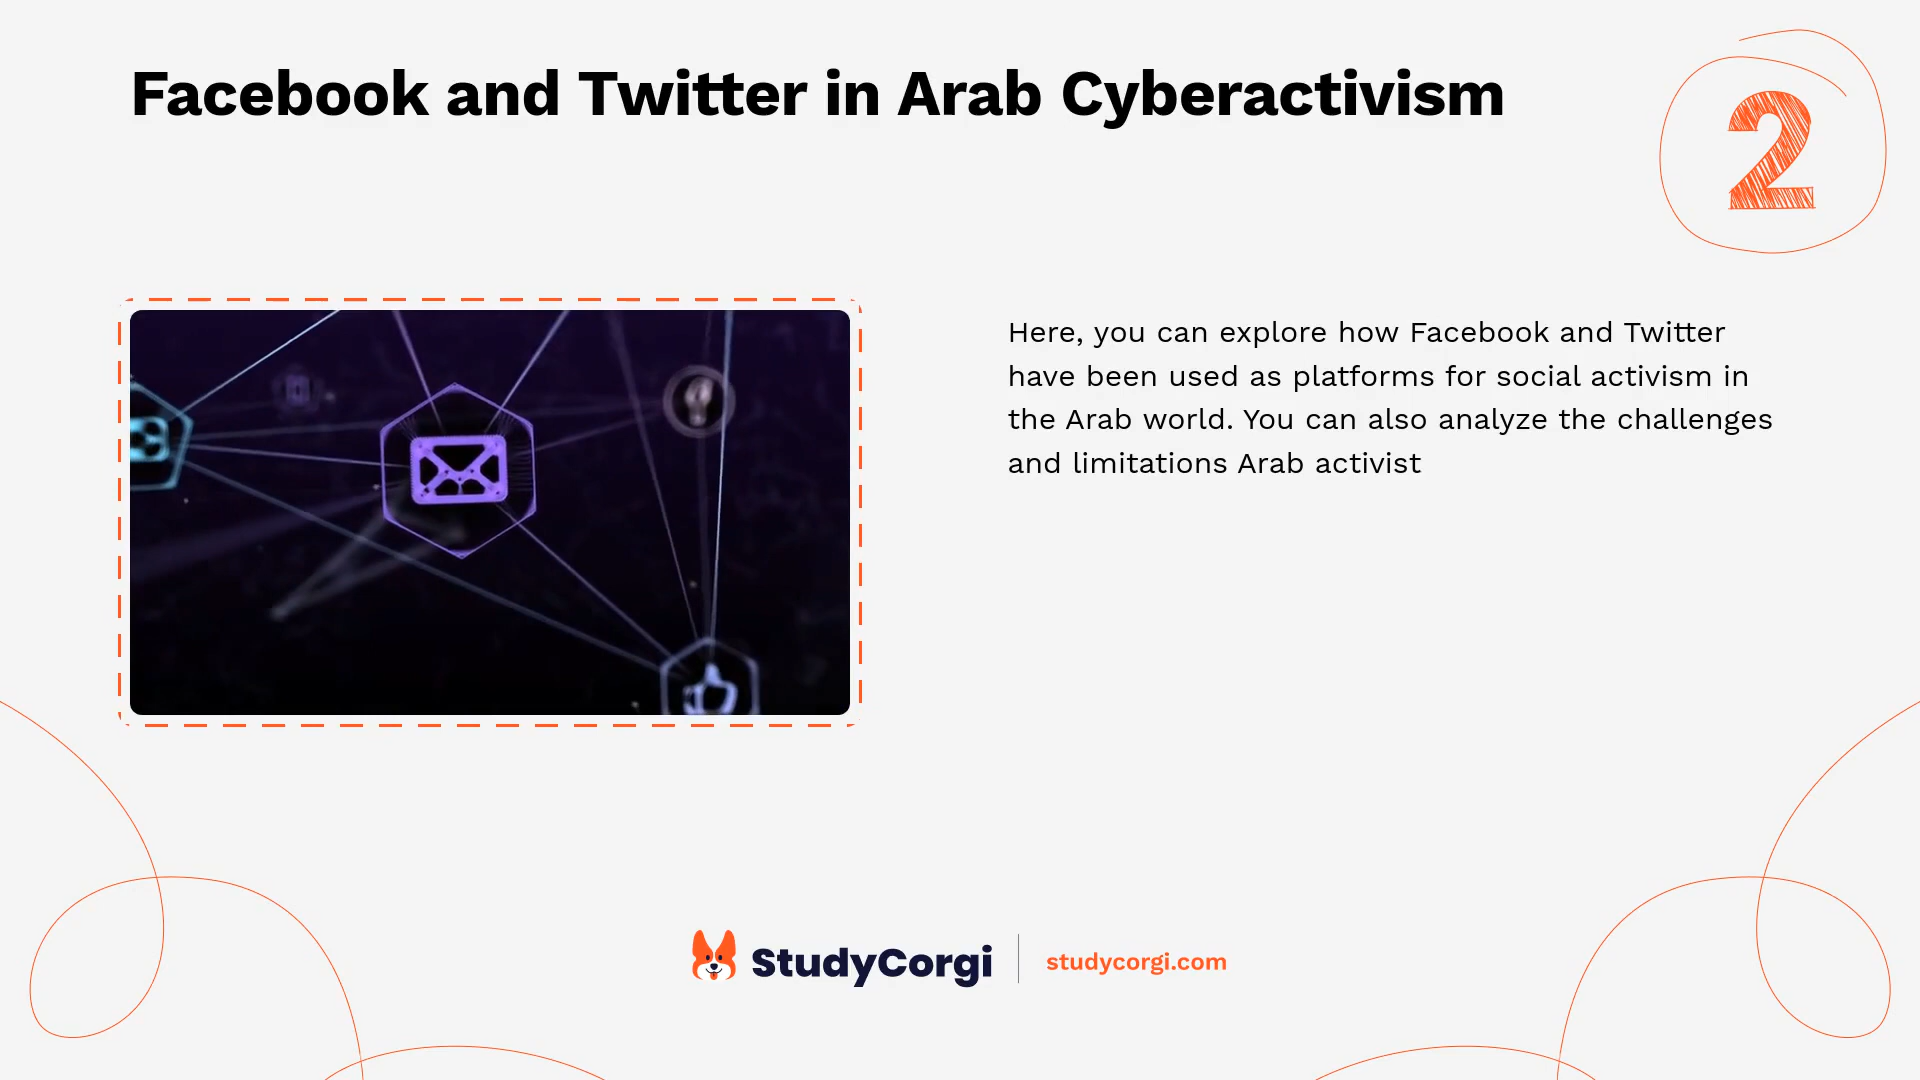 Facebook and Twitter in Arab Cyberactivism
2
Here, you can explore how Facebook and Twitter
have been used as platforms for social activism in
the Arab world. You can also analyze the challenges
and limitations Arab activist
StudyCorgi
studycorgi.com